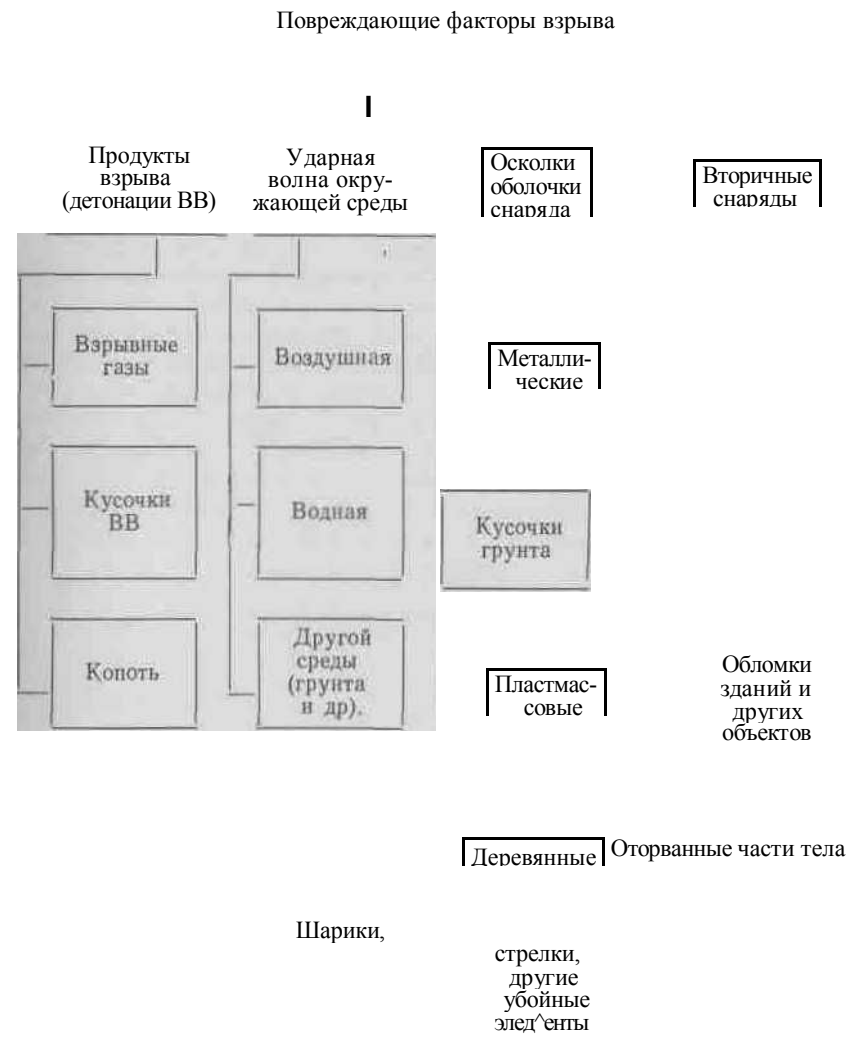 Повреждающие факторы взрыва
Продукты
взрыва
(детонации ВВ)
Ударная
волна окру-
жающей среды
Осколки
оболочки
снаряда
Вторичные
снаряды
Взрывные
газы
Воздушная
Металли-
ческие
Кусочки
ВВ
Водная
Кусочки
грунта
Копоть
Другой
среды
(грунта
и др).
Пластмас-
совые
Обломки
зданий и
других
объектов
Деревянные
Оторванные части тела
Шарики,
стрелки,
другие
убойные
элед^енты